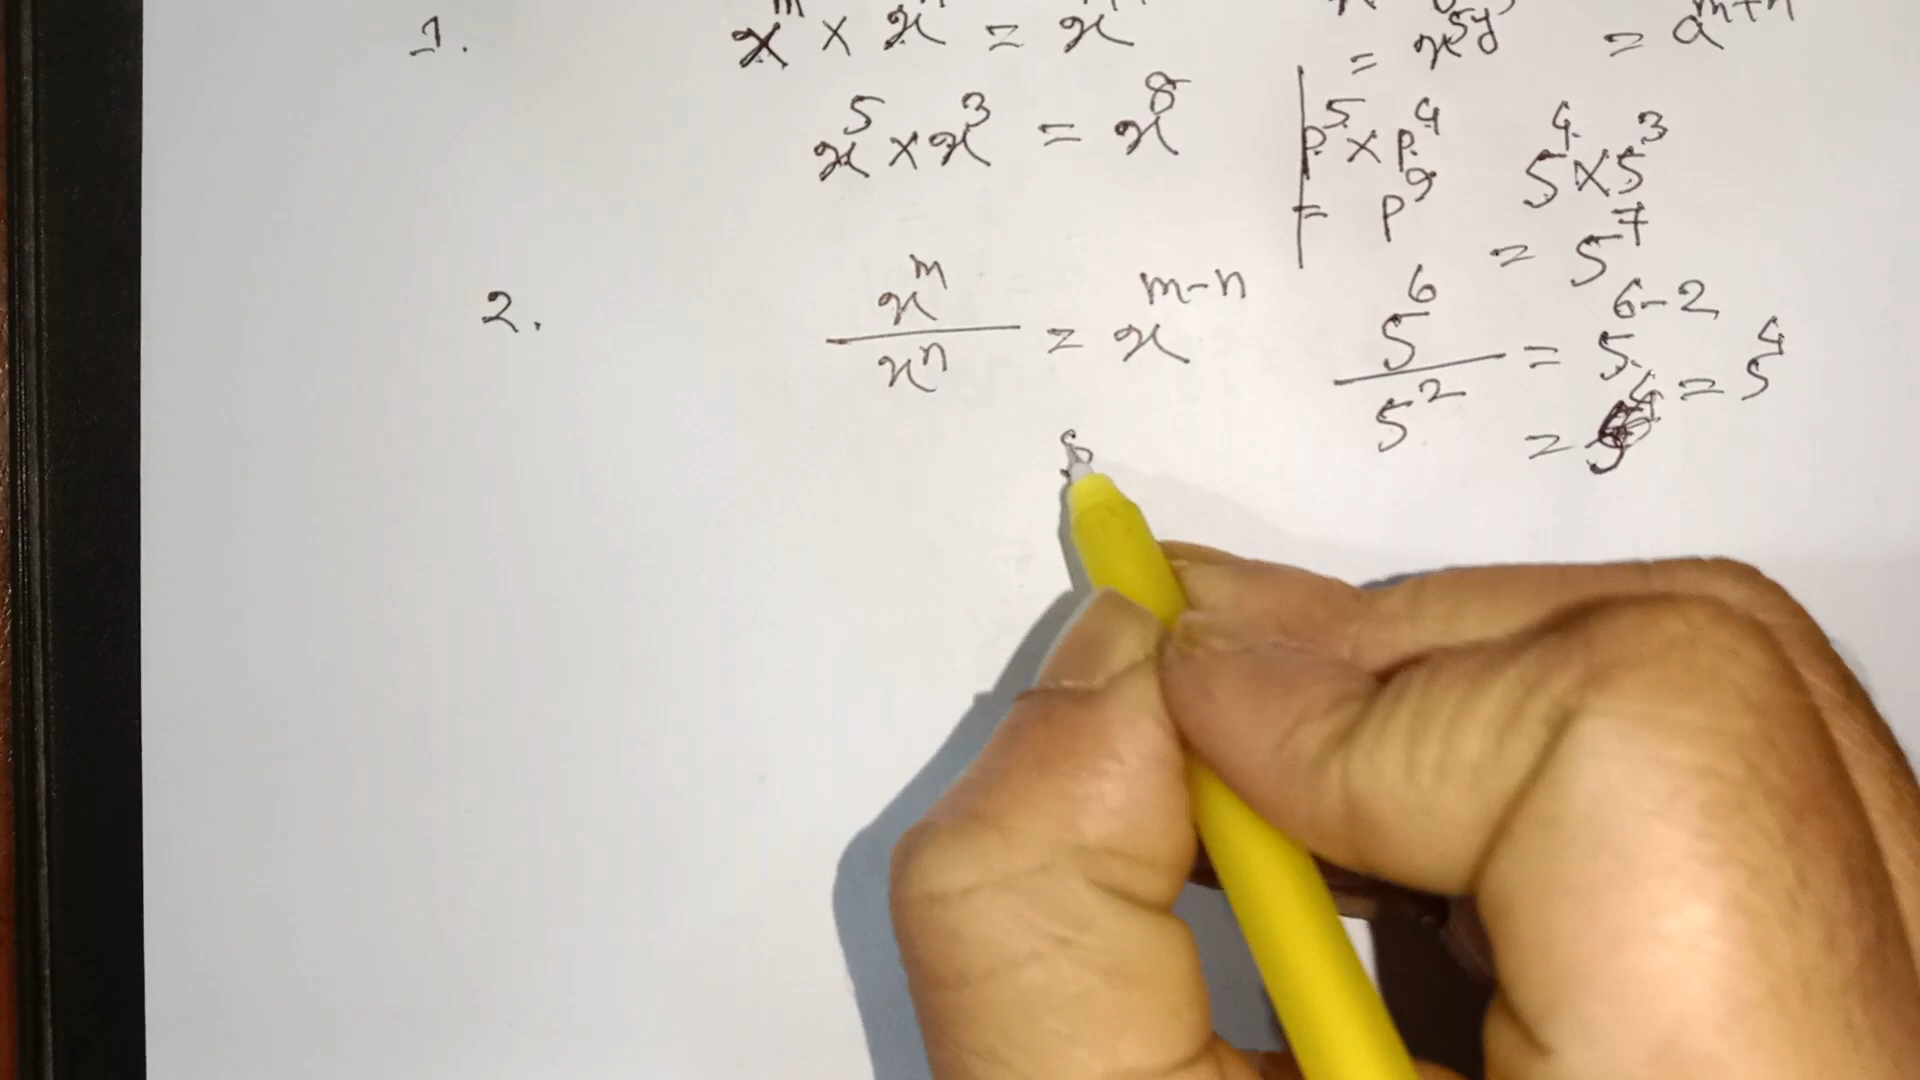 1. x^m × x^n = x
= x^5y = a^m+n
x^5 × x^3 = x^8
p^5 × p^4 = p^9
5^4 × 5^3 = 5^7
2. x^m / x^n = x^m-n
5^6 / 5^2 = 5^6-2 = 5^4
=